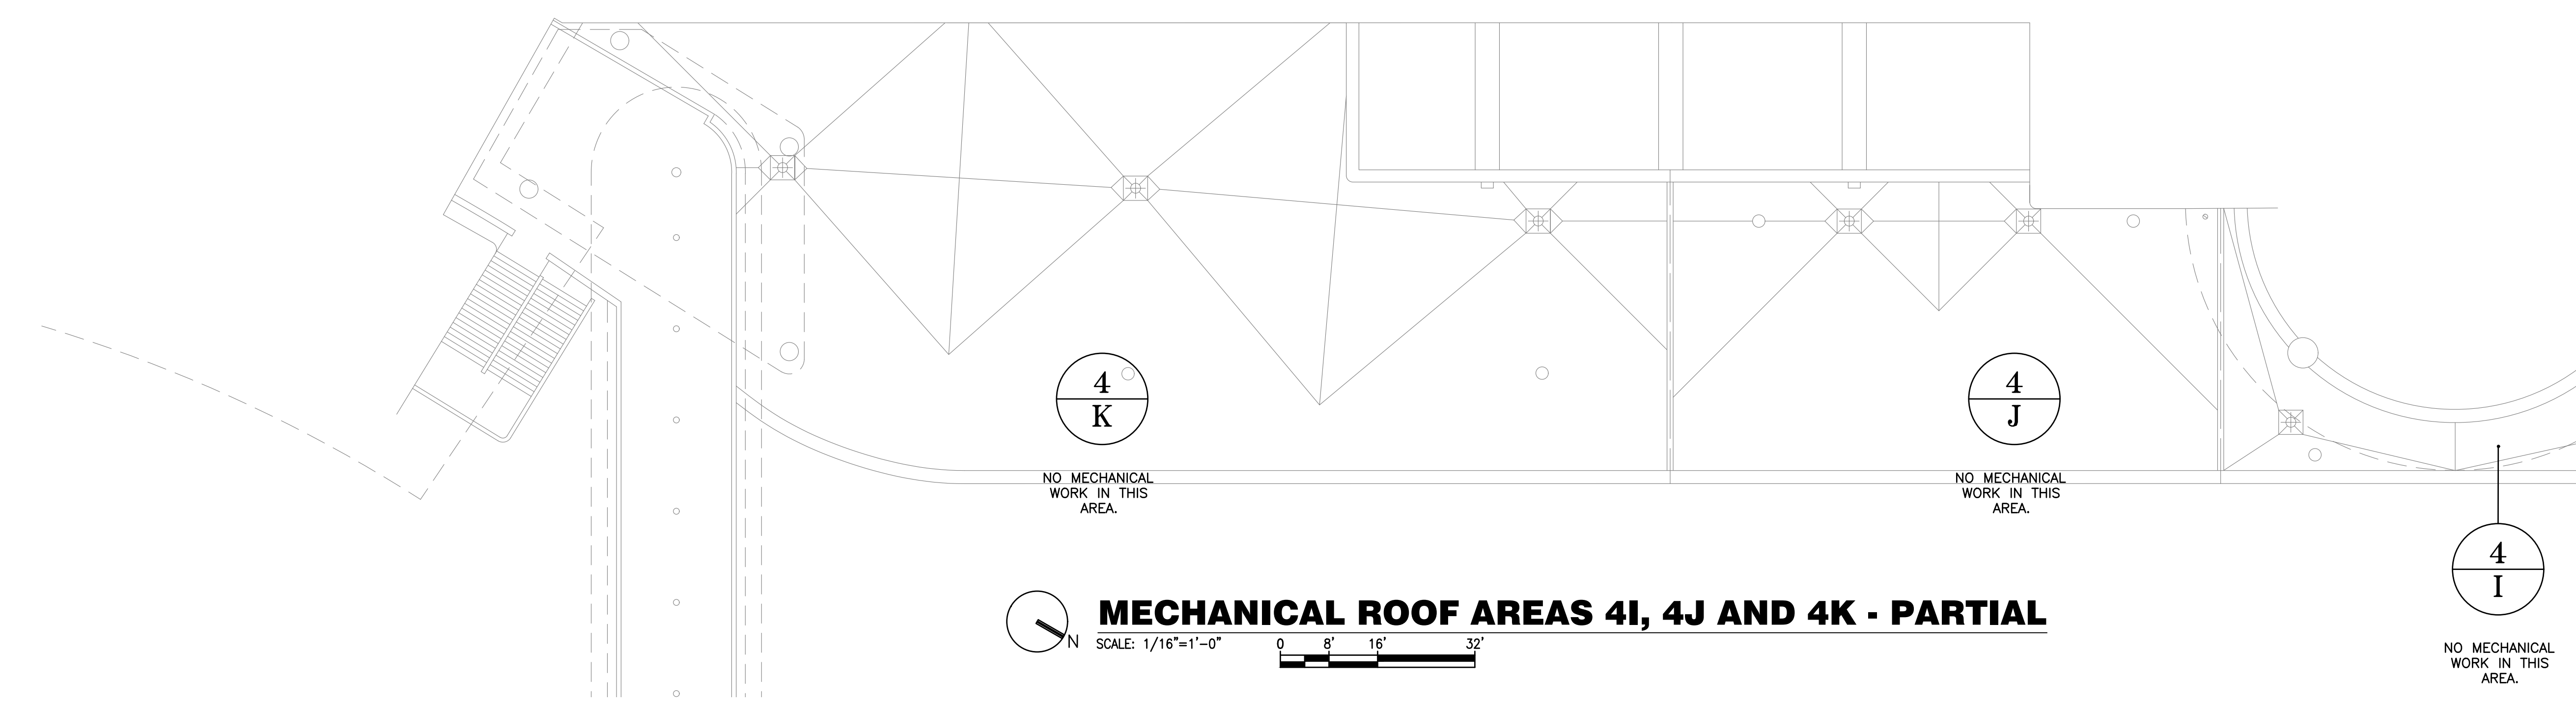 4
K
NO MECHANICAL
WORK IN THIS
AREA.
4
J
NO MECHANICAL
WORK IN THIS
AREA.
4
I
NO MECHANICAL
WORK IN THIS
AREA.
N
MECHANICAL ROOF AREAS 4I, 4J AND 4K - PARTIAL
SCALE: 1/16"=1'-0"
0 8' 16' 32'